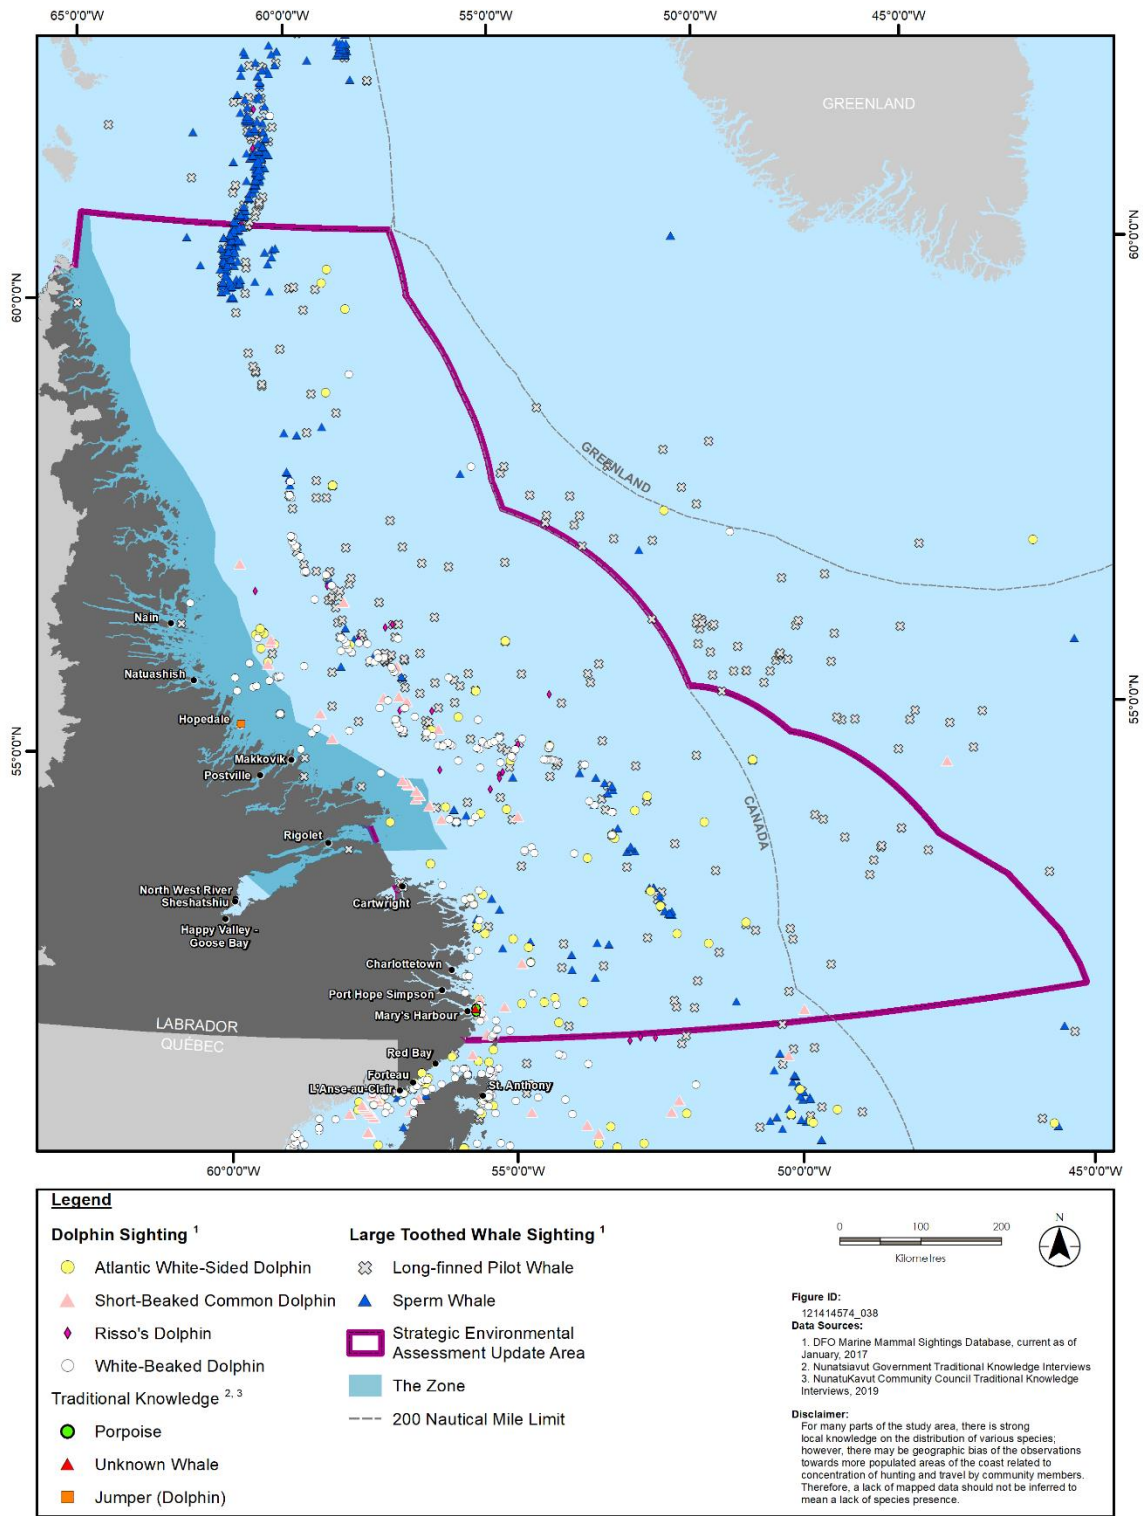 65°0'0"W 60°0'0"W 55°0'0"W 50°0'0"W 45°0'0"W
GREENLAND
60°0'0"N
60°0'0"N
GREENLAND
Nain
Natuashish
Hopedale
55°0'0"N
55°0'0"N
Makkovik
Postville
CANADA
Rigolet
North West River
Sheshatshiu
Cartwright
Happy Valley -
Goose Bay
Charlottetown
Port Hope Simpson
Mary's Harbour
LABRADOR
QUÉBEC
Red Bay
Forteau
L'Anse-au-Clair
St. Anthony
60°0'0"W 55°0'0"W 50°0'0"W 45°0'0"W
Legend
Dolphin Sighting 1
Atlantic White-Sided Dolphin
Short-Beaked Common Dolphin
Risso's Dolphin
White-Beaked Dolphin
Traditional Knowledge 2, 3
Porpoise
Unknown Whale
Jumper (Dolphin)
Large Toothed Whale Sighting 1
Long-finned Pilot Whale
Sperm Whale
Strategic Environmental
Assessment Update Area
The Zone
200 Nautical Mile Limit
0 100 200
Kilometres
N
Figure ID:
121414574_038
Data Sources:
1. DFO Marine Mammal Sightings Database, current as of
January, 2017
2. Nunatsiavut Government Traditional Knowledge Interviews
3. NunatuKavut Community Council Traditional Knowledge
Interviews, 2019
Disclaimer:
For many parts of the study area, there is strong
local knowledge on the distribution of various species;
however, there may be geographic bias of the observations
towards more populated areas of the coast related to
concentration of hunting and travel by community members.
Therefore, a lack of mapped data should not be inferred to
mean a lack of species presence.